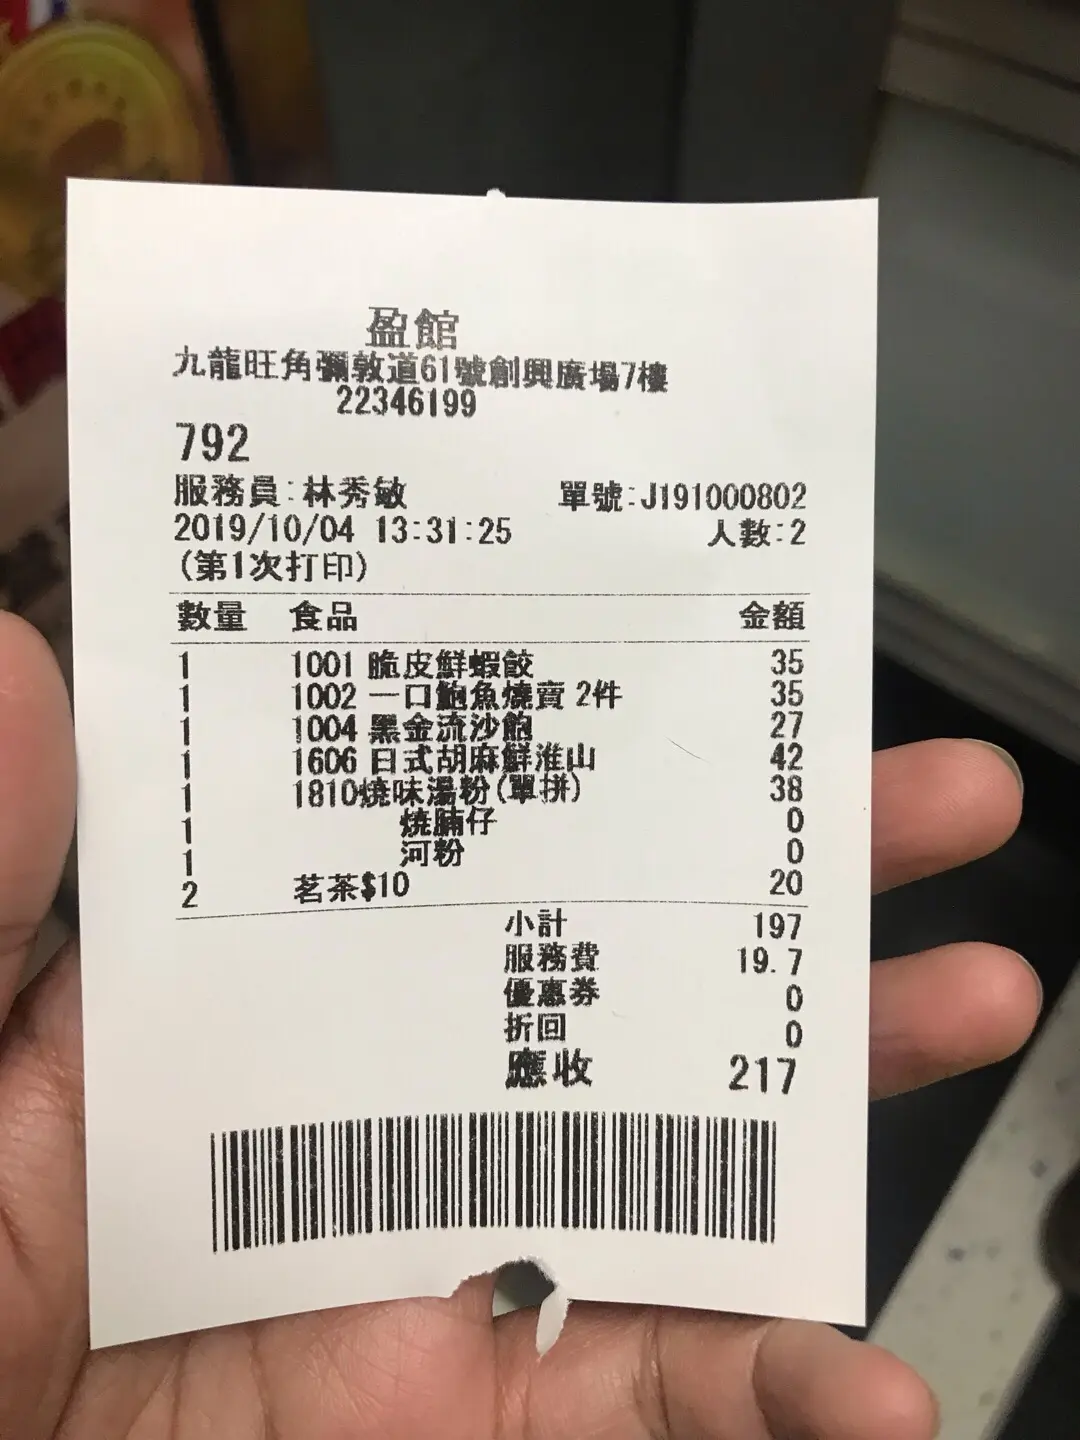 盈館
九龍旺角彌敦道61號創興廣場7樓
22346199
792
服務員:林秀敏 單號:J191000802
2019/10/04 13:31:25 人數:2
(第1次打印)
數量 食品 金額
1 1001 脆皮鮮蝦餃 35
1 1002 一口鮑魚燒賣 2件 35
1 1004 黑金流沙飽 27
1 1606 日式胡麻鮮淮山 42
1 1810燒味湯粉(單拼) 38
1 燒腩仔 0
1 河粉 0
2 茗茶$10 20
小計 197
服務費 19.7
優惠券 0
折回 0
應收 217